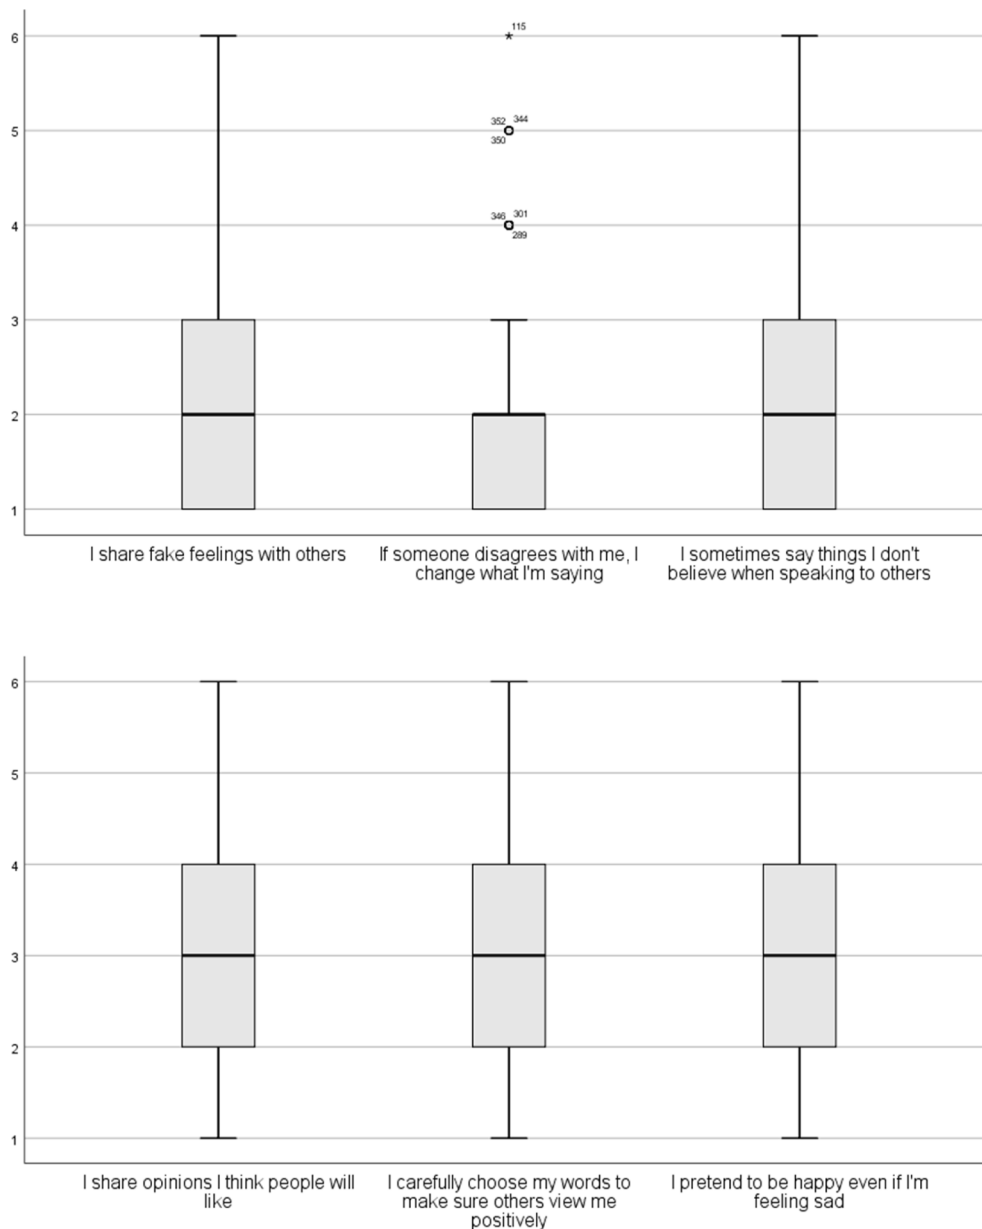 6
115
5
352
344
350
4
346
301
289
3
2
1
I share fake feelings with others
If someone disagrees with me, I
change what I'm saying
I sometimes say things I don't
believe when speaking to others
6
5
4
3
2
1
I share opinions I think people will
like
I carefully choose my words to
make sure others view me
positively
I pretend to be happy even if I'm
feeling sad